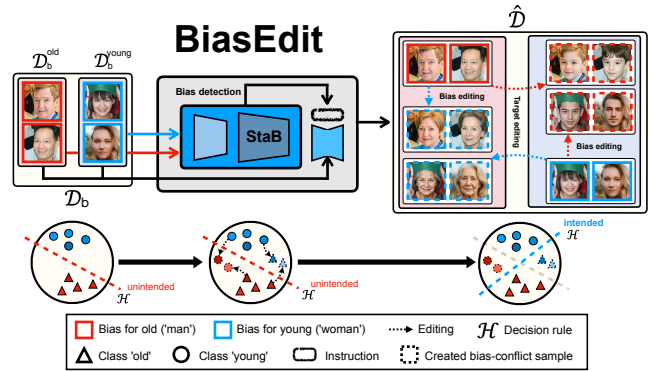 BiasEdit
𝒟̂
𝒟_b^old
𝒟_b^young
Bias detection
StaB
Bias editing
Target editing
Bias editing
𝒟_b
unintended
ℋ
unintended
ℋ
intended
ℋ
Bias for old ('man')
Bias for young ('woman')
Editing
ℋ Decision rule
Class 'old'
Class 'young'
Instruction
Created bias-conflict sample